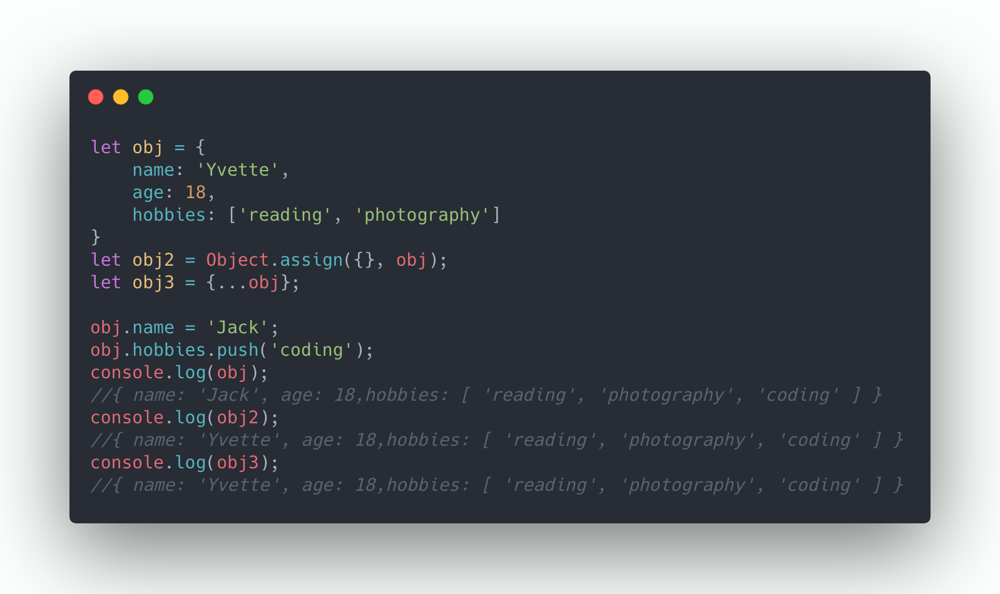 let obj = {
    name: 'Yvette',
    age: 18,
    hobbies: ['reading', 'photography']
}
let obj2 = Object.assign({}, obj);
let obj3 = {...obj};

obj.name = 'Jack';
obj.hobbies.push('coding');
console.log(obj);
//{ name: 'Jack', age: 18,hobbies: [ 'reading', 'photography', 'coding' ] }
console.log(obj2);
//{ name: 'Yvette', age: 18,hobbies: [ 'reading', 'photography', 'coding' ] }
console.log(obj3);
//{ name: 'Yvette', age: 18,hobbies: [ 'reading', 'photography', 'coding' ] }